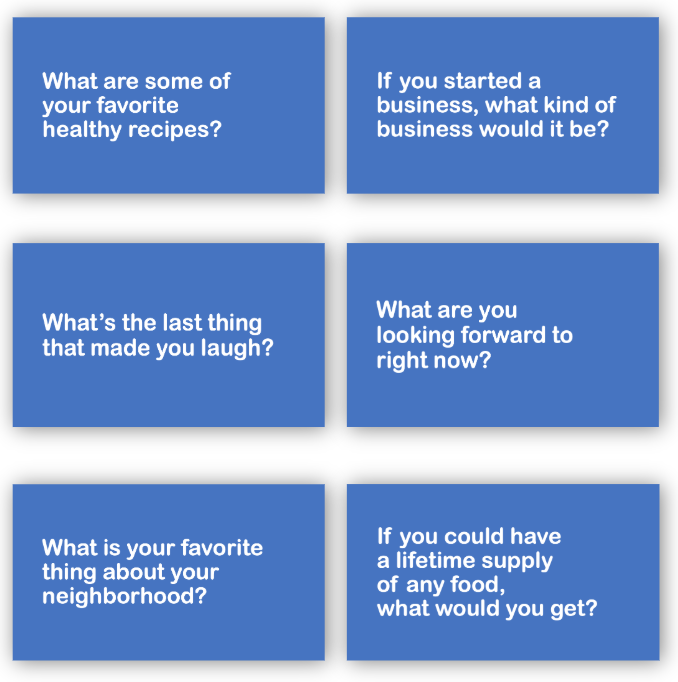 What are some of
your favorite
healthy recipes?
If you started a
business, what kind of
business would it be?
What's the last thing
that made you laugh?
What are you
looking forward to
right now?
What is your favorite
thing about your
neighborhood?
If you could have
a lifetime supply
of any food,
what would you get?